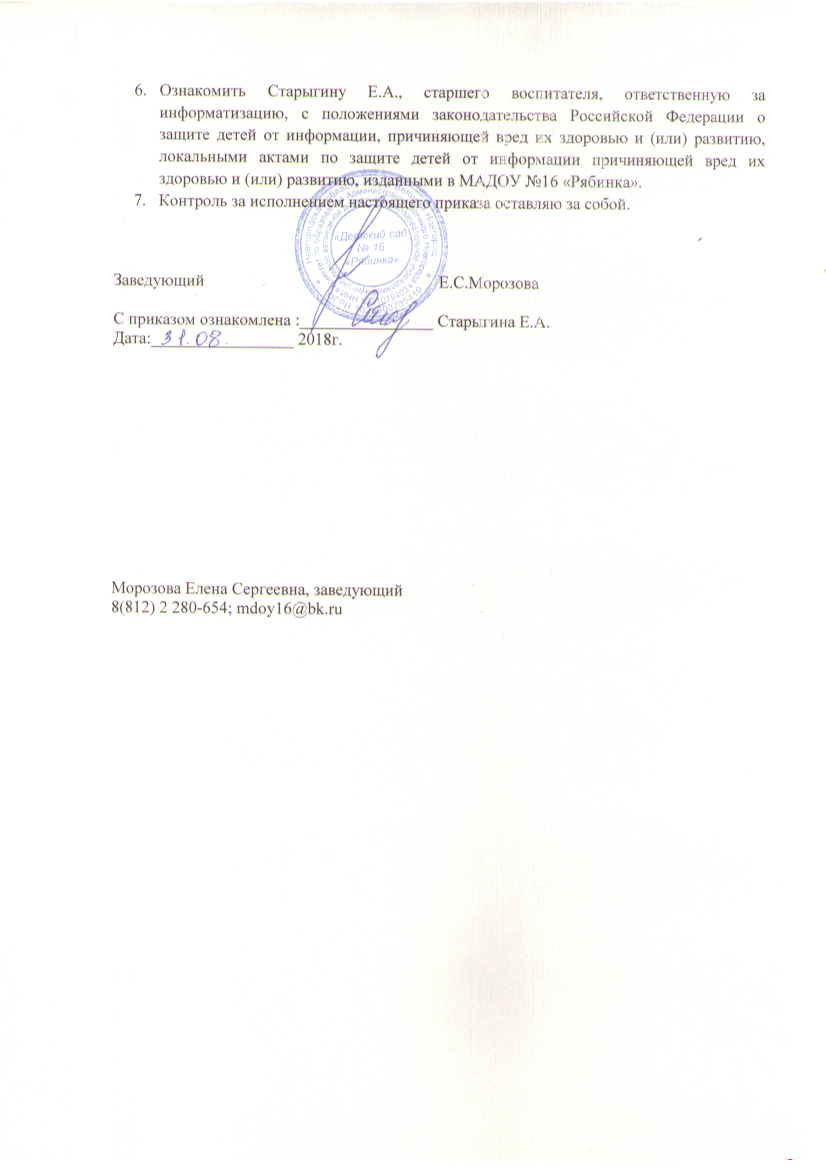 6. Ознакомить Старыгину Е.А., старшего воспитателя, ответственную за
информатизацию, с положениями законодательства Российской Федерации о
защите детей от информации, причиняющей вред их здоровью и (или) развитию,
локальными актами по защите детей от информации причиняющей вред их
здоровью и (или) развитию, изданными в МАДОУ №16 «Рябинка».
7. Контроль за исполнением настоящего приказа оставляю за собой.
«Детский сад
№ 16
«Рябинка»
Заведующий Е.С.Морозова
С приказом ознакомлена :________________ Старыгина Е.А.
Дата: 31.08. 2018г.
Морозова Елена Сергеевна, заведующий
8(812) 2 280-654; mdoy16@bk.ru